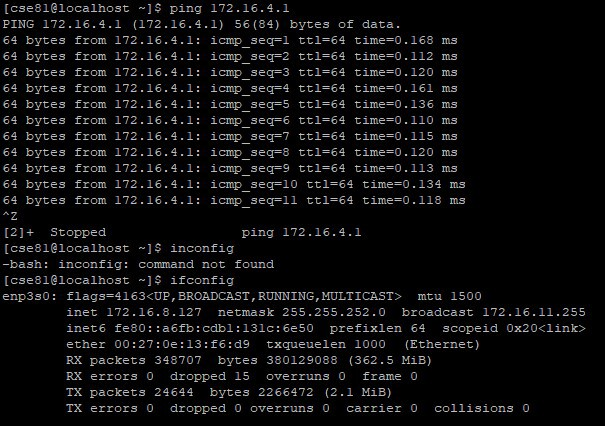 [cse81@localhost ~]$ ping 172.16.4.1
PING 172.16.4.1 (172.16.4.1) 56(84) bytes of data.
64 bytes from 172.16.4.1: icmp_seq=1 ttl=64 time=0.168 ms
64 bytes from 172.16.4.1: icmp_seq=2 ttl=64 time=0.112 ms
64 bytes from 172.16.4.1: icmp_seq=3 ttl=64 time=0.120 ms
64 bytes from 172.16.4.1: icmp_seq=4 ttl=64 time=0.161 ms
64 bytes from 172.16.4.1: icmp_seq=5 ttl=64 time=0.136 ms
64 bytes from 172.16.4.1: icmp_seq=6 ttl=64 time=0.110 ms
64 bytes from 172.16.4.1: icmp_seq=7 ttl=64 time=0.115 ms
64 bytes from 172.16.4.1: icmp_seq=8 ttl=64 time=0.120 ms
64 bytes from 172.16.4.1: icmp_seq=9 ttl=64 time=0.113 ms
64 bytes from 172.16.4.1: icmp_seq=10 ttl=64 time=0.134 ms
64 bytes from 172.16.4.1: icmp_seq=11 ttl=64 time=0.118 ms
^Z
[2]+  Stopped                 ping 172.16.4.1
[cse81@localhost ~]$ inconfig
-bash: inconfig: command not found
[cse81@localhost ~]$ ifconfig
enp3s0: flags=4163<UP,BROADCAST,RUNNING,MULTICAST>  mtu 1500
        inet 172.16.8.127  netmask 255.255.252.0  broadcast 172.16.11.255
        inet6 fe80::a6fb:cdb1:131c:6e50  prefixlen 64  scopeid 0x20<link>
        ether 00:27:0e:13:f6:d9  txqueuelen 1000  (Ethernet)
        RX packets 348707  bytes 380129088 (362.5 MiB)
        RX errors 0  dropped 15  overruns 0  frame 0
        TX packets 24644  bytes 2266472 (2.1 MiB)
        TX errors 0  dropped 0 overruns 0  carrier 0  collisions 0